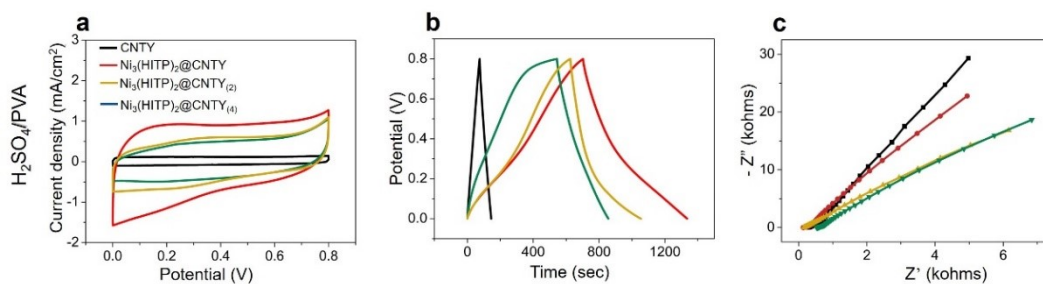 a
H₂SO₄/PVA
Current density (mA/cm²)
3
2
1
0
-1
-2
CNTY
Ni₃(HITP)₂@CNTY
Ni₃(HITP)₂@CNTY₍₂₎
Ni₃(HITP)₂@CNTY₍₄₎
0.0 0.2 0.4 0.6 0.8
Potential (V)
b
Potential (V)
0.8
0.6
0.4
0.2
0.0
0 400 800 1200
Time (sec)
c
- Z" (kohms)
30
20
10
0
0 2 4 6 8
Z' (kohms)